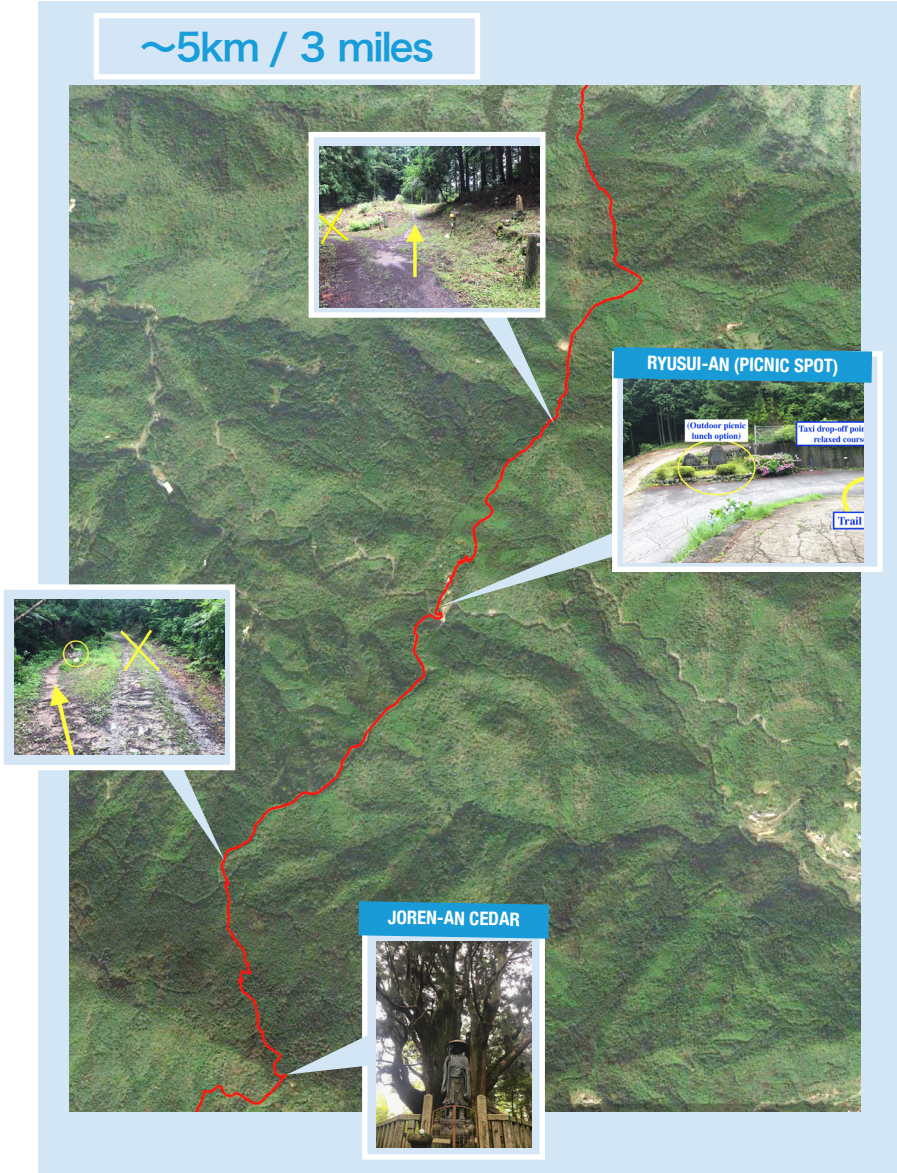 ~5km / 3 miles
RYUSUI-AN (PICNIC SPOT)
(Outdoor picnic
lunch option)
Taxi drop-off poin
relaxed cours
Trail
JOREN-AN CEDAR